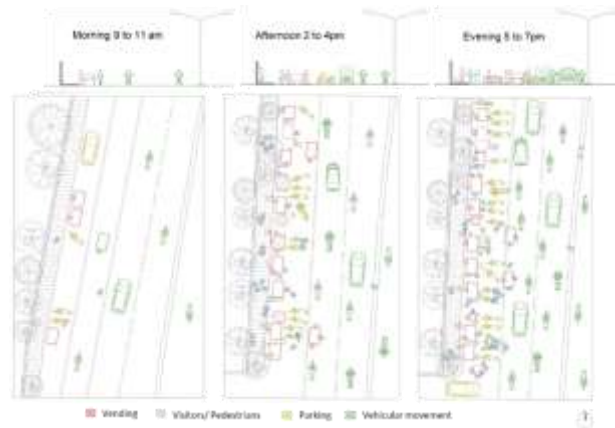 Morning 9 to 11 am
Afternoon 2 to 4pm
Evening 5 to 7pm
Vending
Visitors/ Pedestrians
Parking
Vehicular movement